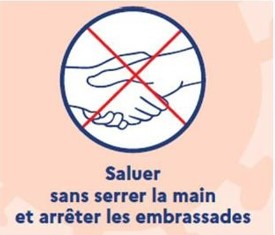 Saluer
sans serrer la main
et arrêter les embrassades